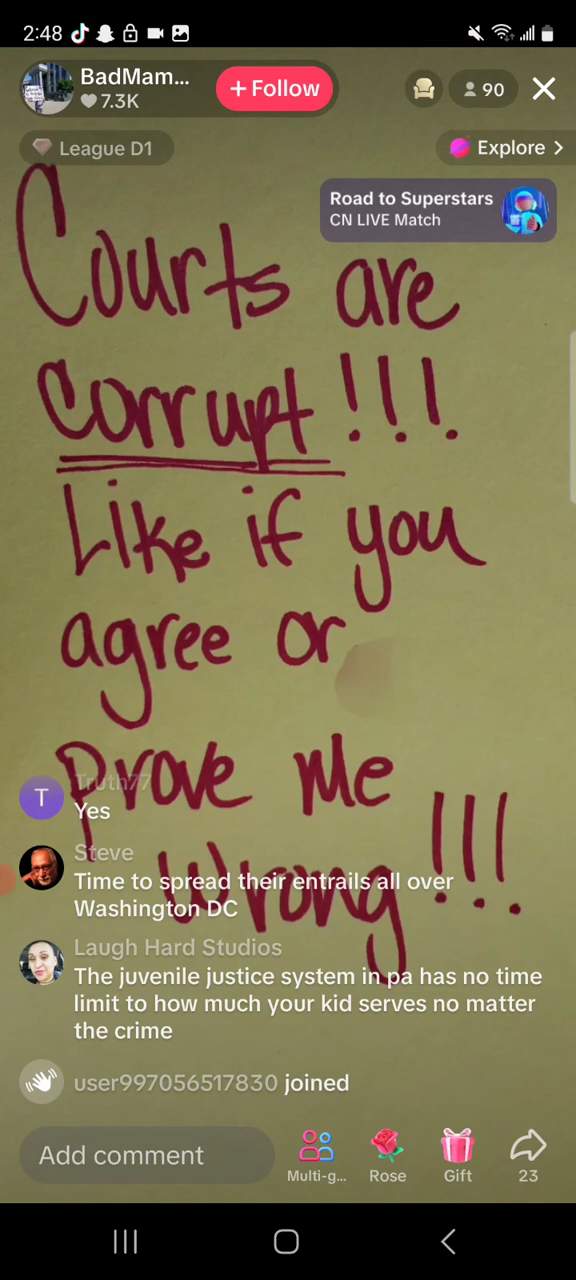 2:48
BadMam...
7.3K
+ Follow
90
League D1
Explore >
Road to Superstars
CN LIVE Match
Courts are
Corrupt!!!
Like if you
agree or
Prove Me
Wrong!!!
Truth77
Yes
Steve
Time to spread their entrails all over
Washington DC
Laugh Hard Studios
The juvenile justice system in pa has no time
limit to how much your kid serves no matter
the crime
user997056517830 joined
Add comment
Multi-g...
Rose
Gift
23
T